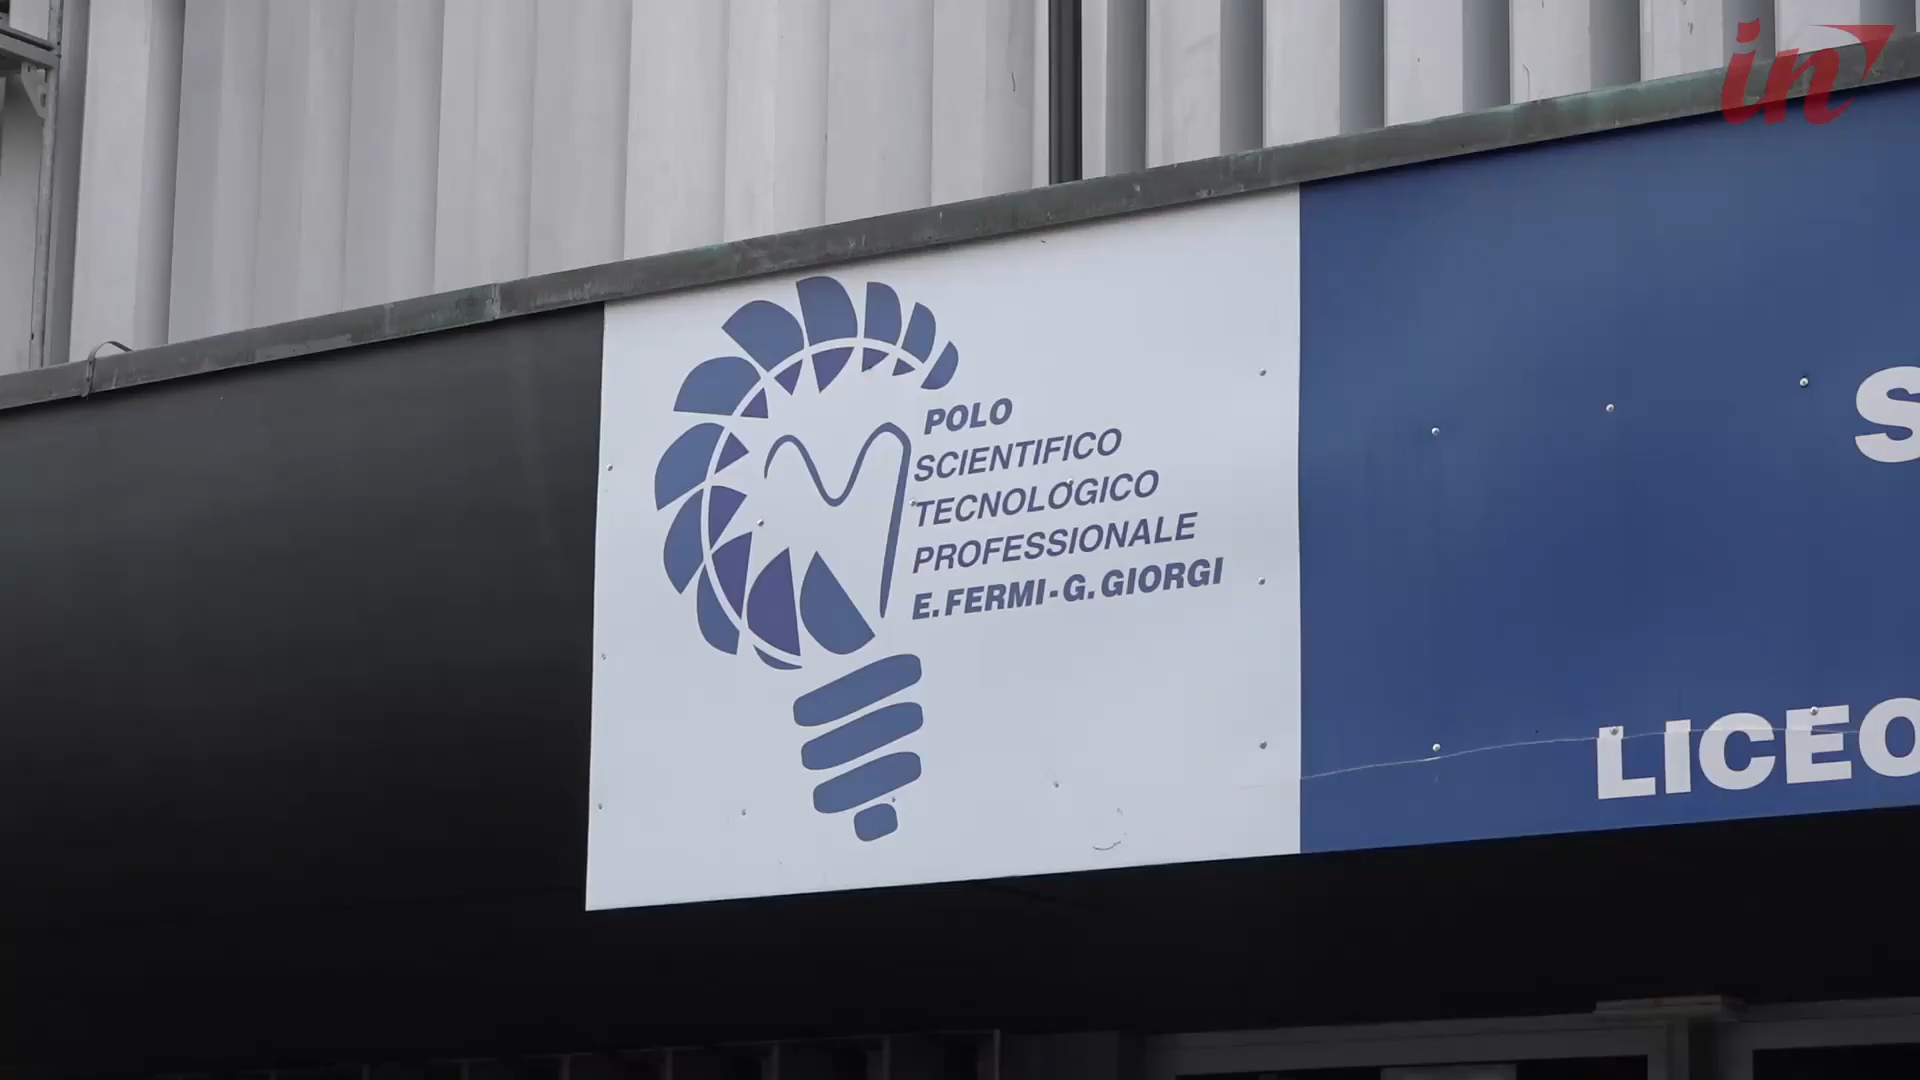 in
POLO
SCIENTIFICO
TECNOLOGICO
PROFESSIONALE
E. FERMI - G. GIORGI
LICEO